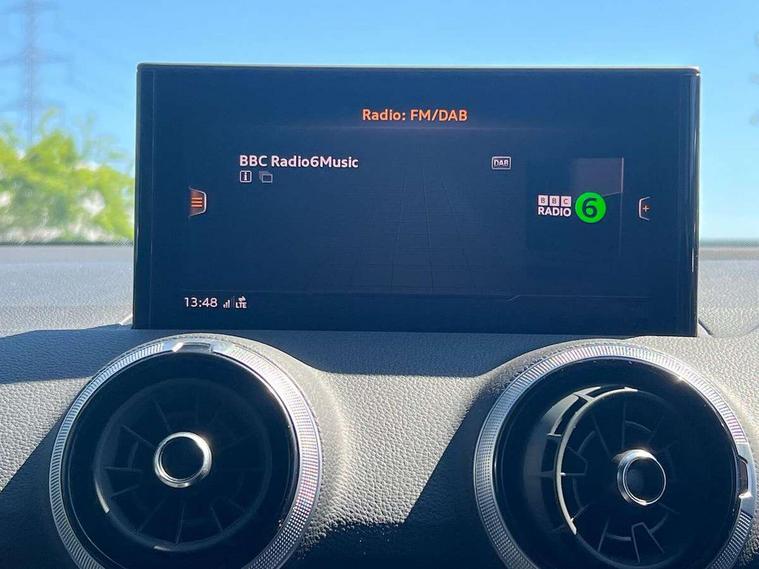 Radio: FM/DAB
BBC Radio6Music
DAB
i
BBC
RADIO 6
+
13:48 LTE